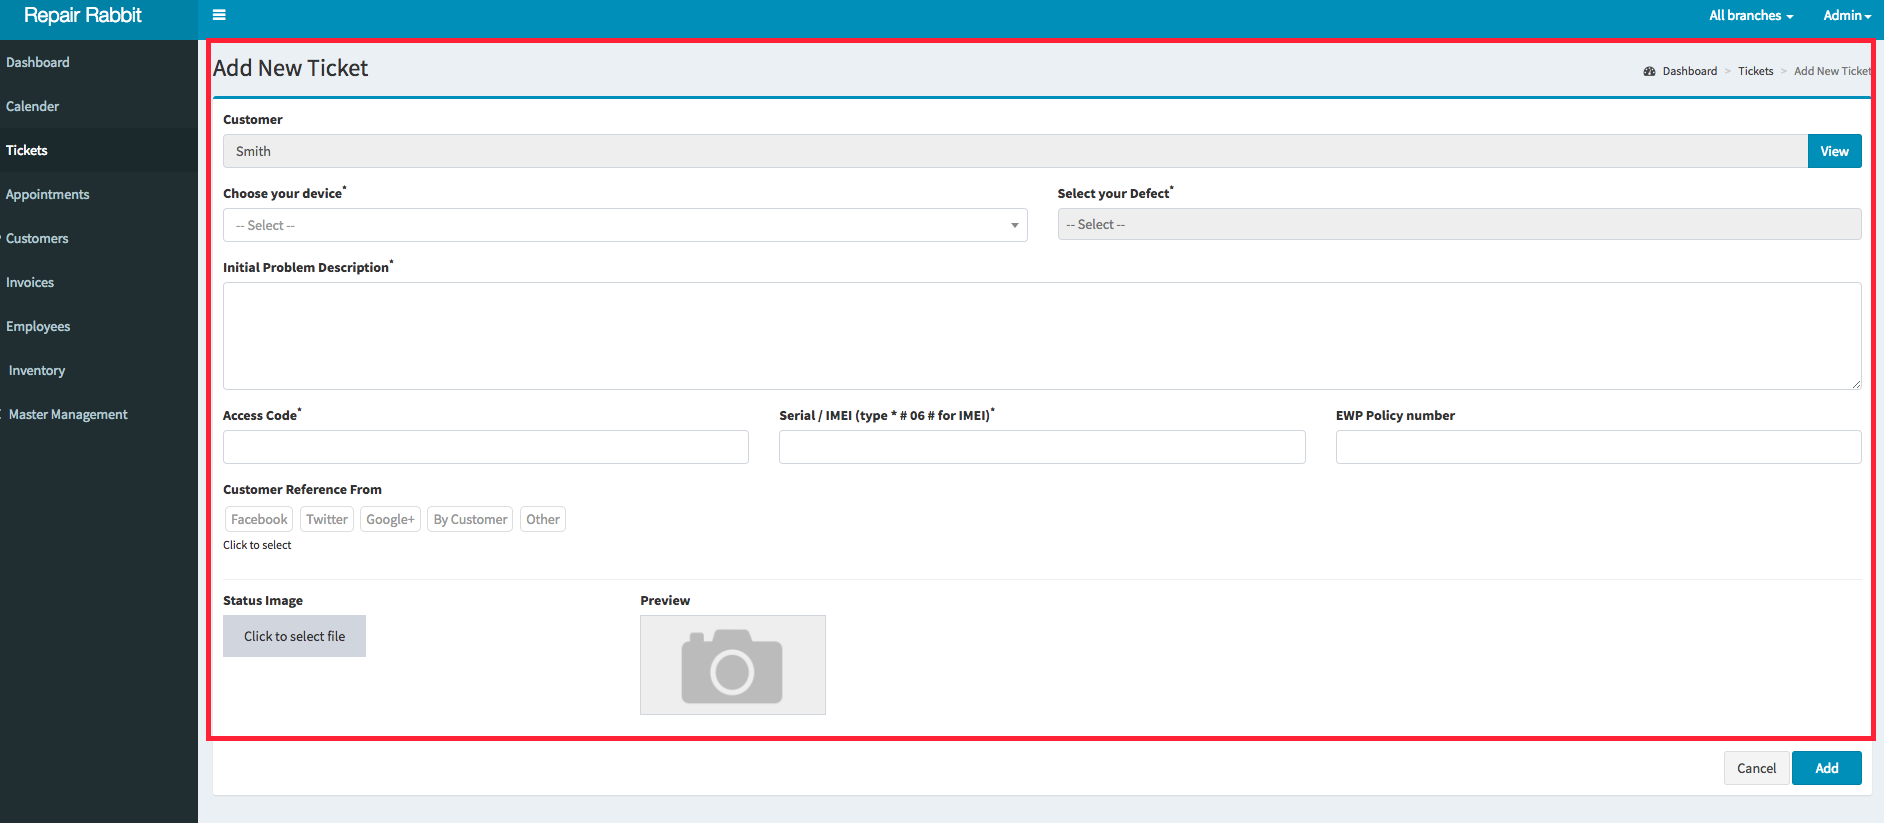 Repair Rabbit
All branches
Admin
Dashboard
Calender
Tickets
Appointments
Customers
Invoices
Employees
Inventory
Master Management
Add New Ticket
Dashboard > Tickets > Add New Ticket
Customer
Smith
View
Choose your device*
Select your Defect*
-- Select --
-- Select --
Initial Problem Description*
Access Code*
Serial / IMEI (type * # 06 # for IMEI)*
EWP Policy number
Customer Reference From
Facebook Twitter Google+ By Customer Other
Click to select
Status Image
Preview
Click to select file
Cancel
Add